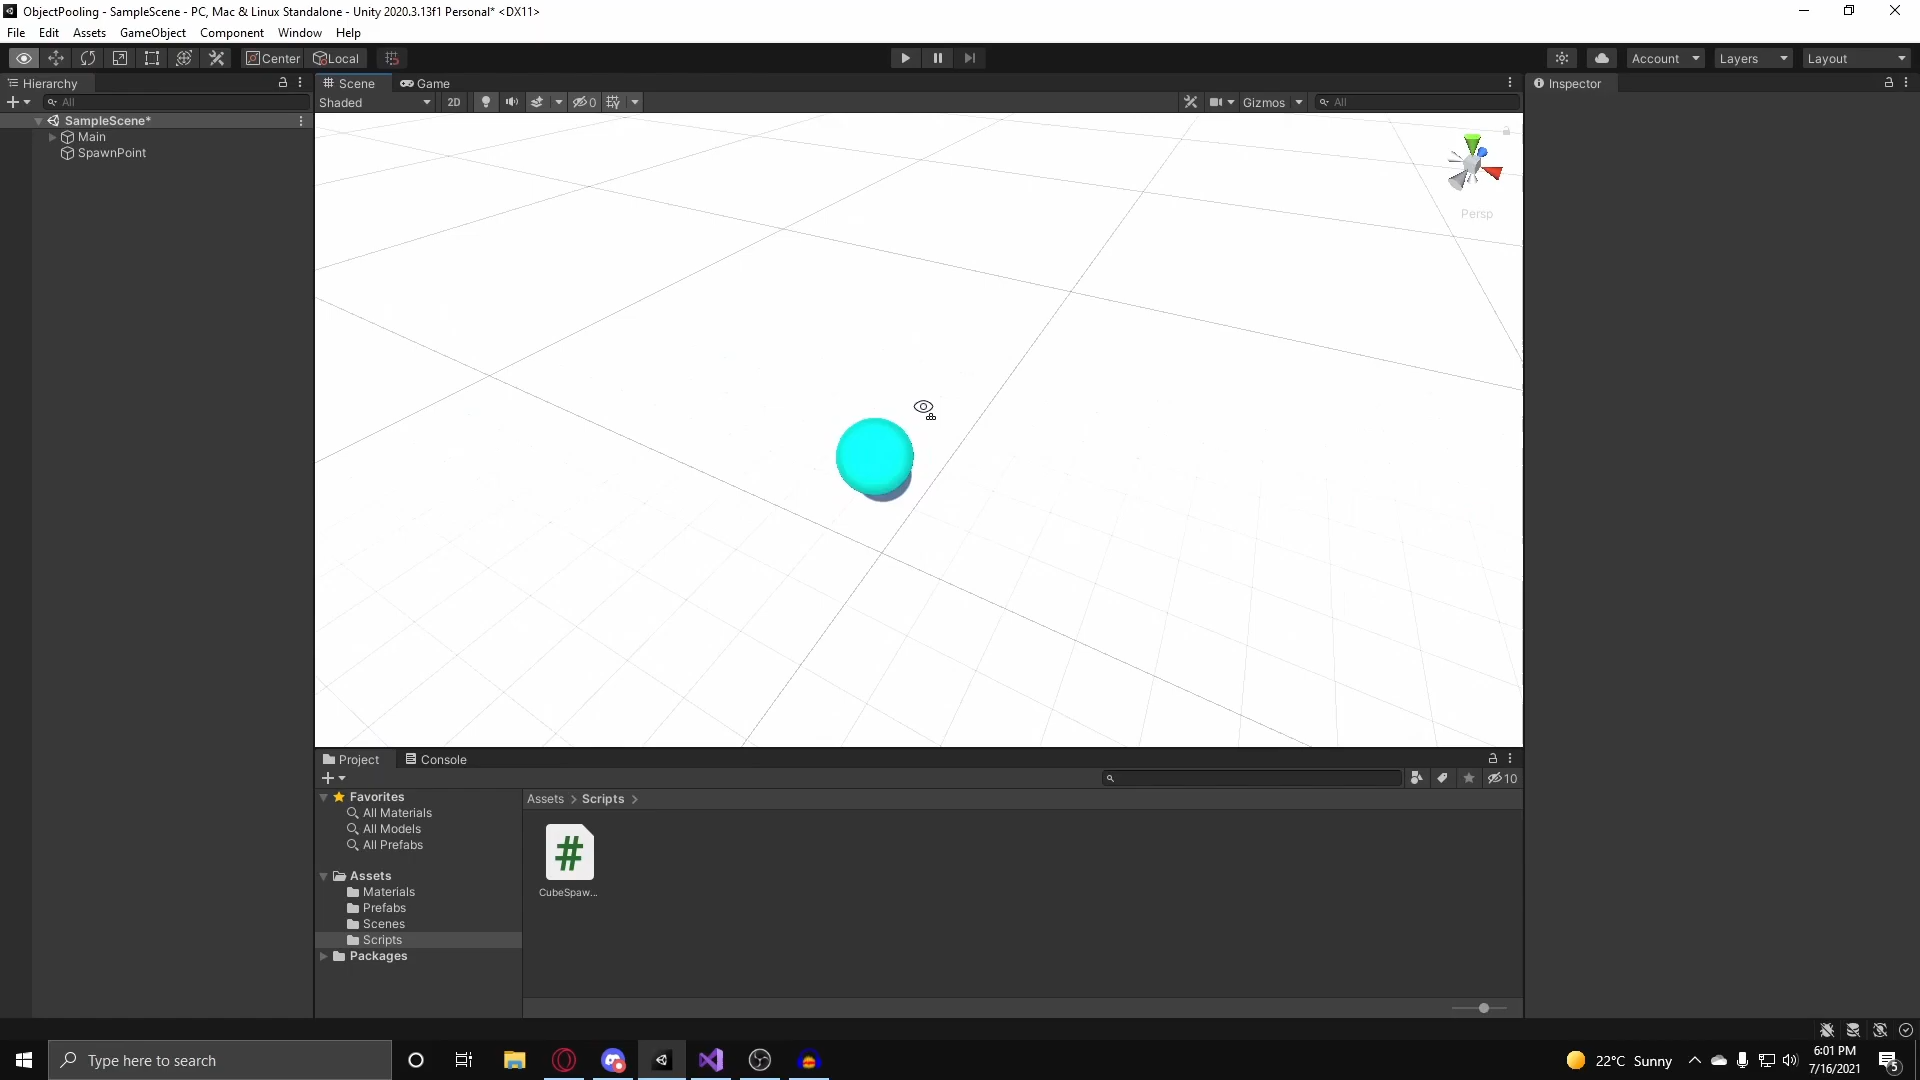 ObjectPooling - SampleScene - PC, Mac & Linux Standalone - Unity 2020.3.13f1 Personal* <DX11>
File Edit Assets GameObject Component Window Help
Center Local Account Layers Layout
Hierarchy Scene Game Inspector
All Shaded 2D 0 Gizmos All
SampleScene*
Main
SpawnPoint
Persp
Project Console
10
Favorites Assets > Scripts >
All Materials
All Models
All Prefabs
Assets
Materials
CubeSpaw...
Prefabs
Scenes
Scripts
Packages
Type here to search
22°C Sunny
6:01 PM
7/16/2021
5